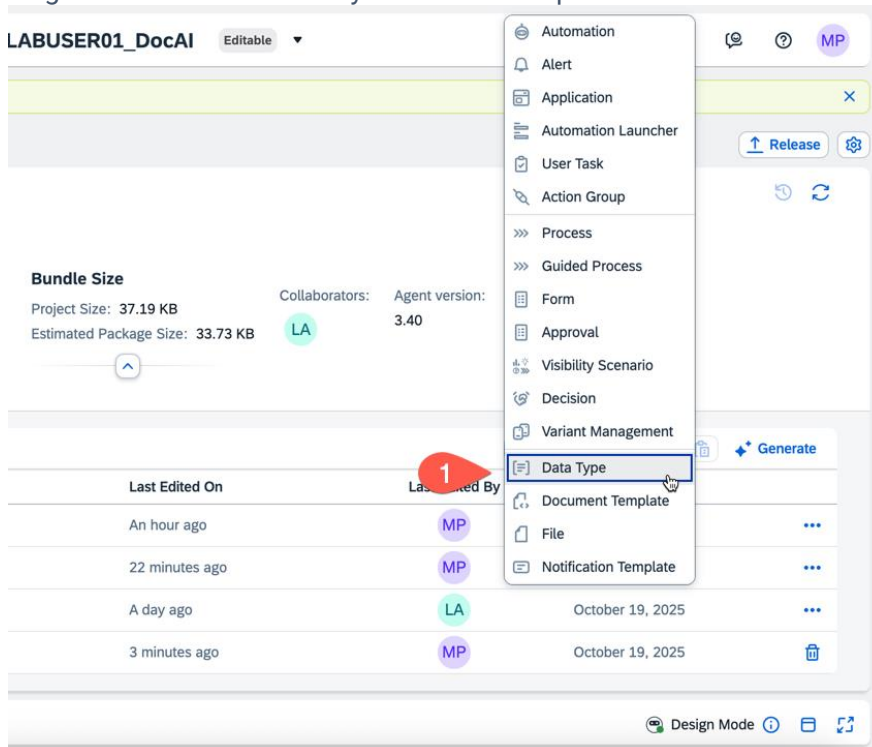 LABUSER01_DocAI
Editable
MP
Release
Bundle Size
Project Size: 37.19 KB
Estimated Package Size: 33.73 KB
Collaborators:
LA
Agent version:
3.40
Automation
Alert
Application
Automation Launcher
User Task
Action Group
Process
Guided Process
Form
Approval
Visibility Scenario
Decision
Variant Management
Data Type
Document Template
File
Notification Template
1
Generate
Last Edited On
By
An hour ago MP
22 minutes ago MP
A day ago LA October 19, 2025
3 minutes ago MP October 19, 2025
Design Mode